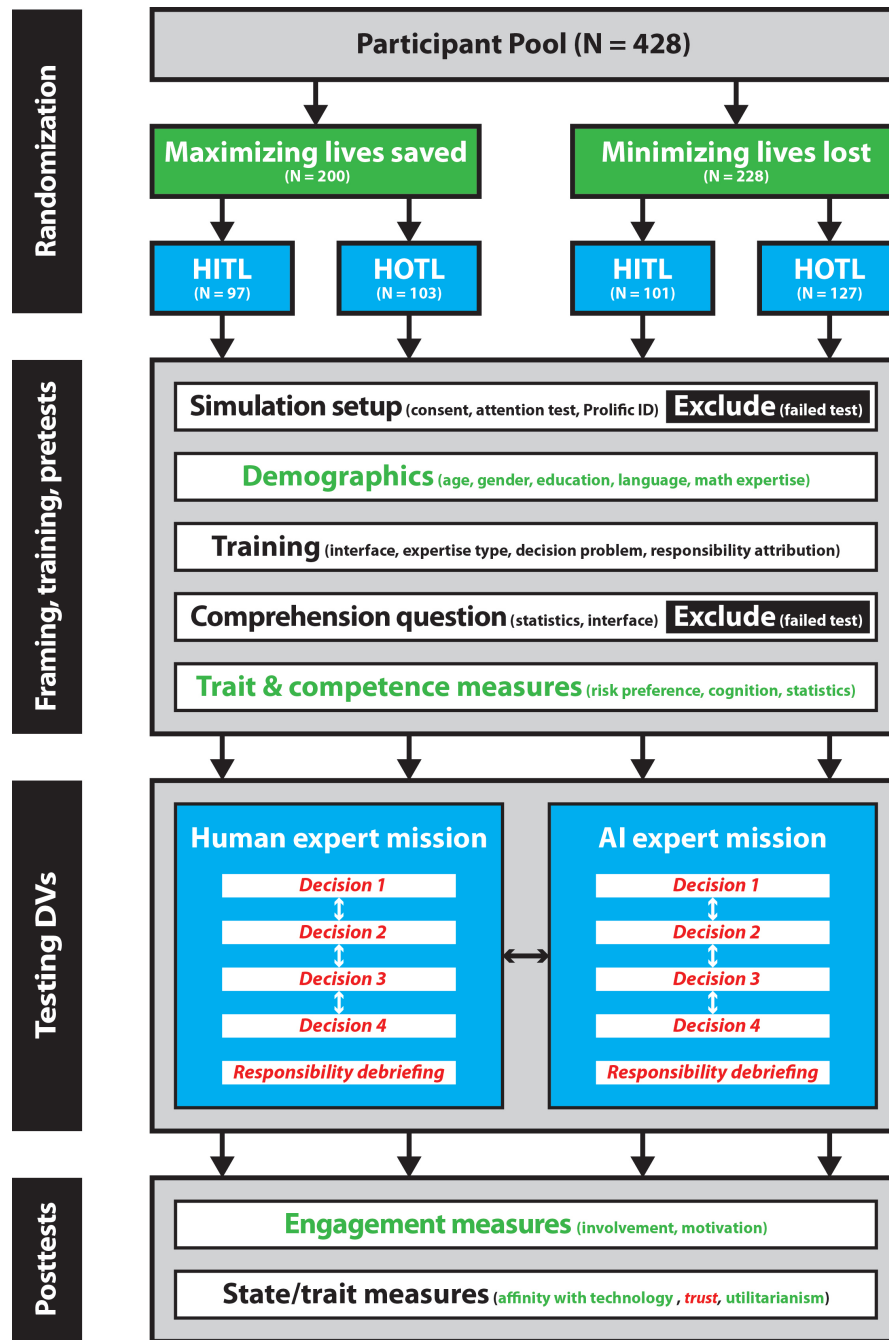 Randomization
Participant Pool (N = 428)
Maximizing lives saved
(N = 200)
Minimizing lives lost
(N = 228)
HITL
(N = 97)
HOTL
(N = 103)
HITL
(N = 101)
HOTL
(N = 127)
Framing, training, pretests
Simulation setup (consent, attention test, Prolific ID) Exclude (failed test)
Demographics (age, gender, education, language, math expertise)
Training (interface, expertise type, decision problem, responsibility attribution)
Comprehension question (statistics, interface) Exclude (failed test)
Trait & competence measures (risk preference, cognition, statistics)
Testing DVs
Human expert mission
Decision 1
Decision 2
Decision 3
Decision 4
Responsibility debriefing
AI expert mission
Decision 1
Decision 2
Decision 3
Decision 4
Responsibility debriefing
Posttests
Engagement measures (involvement, motivation)
State/trait measures (affinity with technology , trust, utilitarianism)